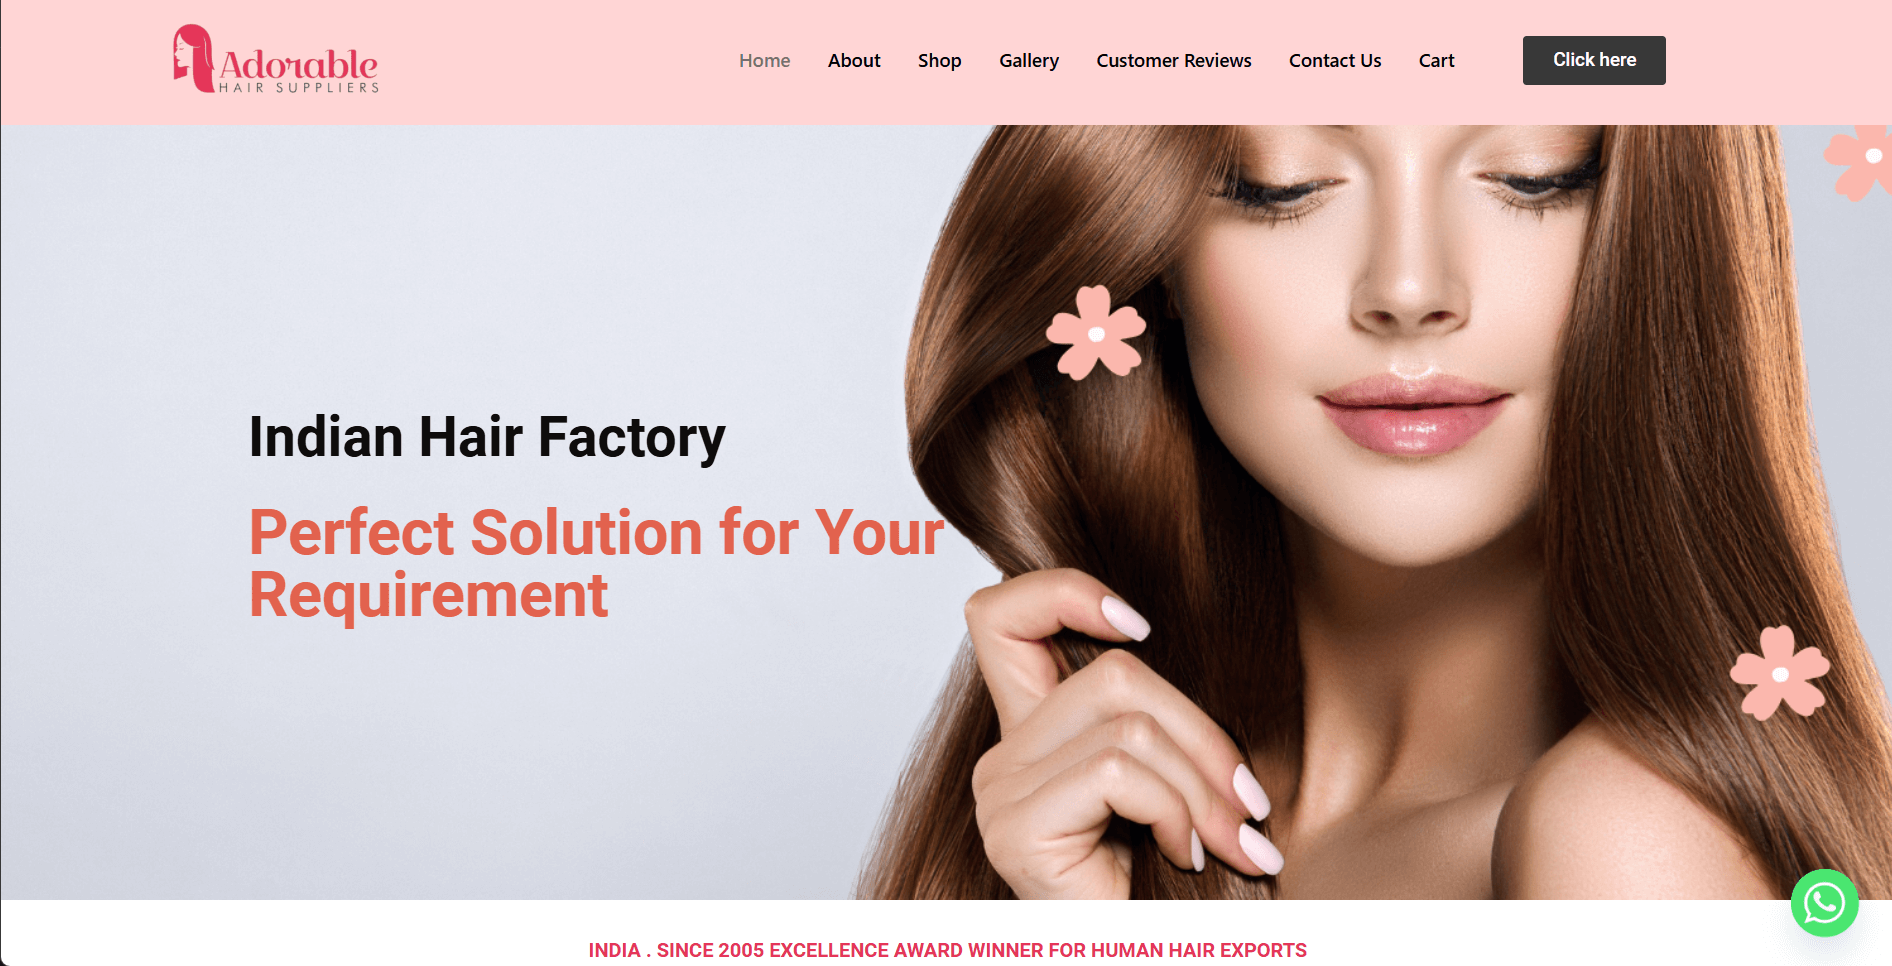 Adorable
HAIR SUPPLIERS
Home About Shop Gallery Customer Reviews Contact Us Cart Click here
Indian Hair Factory
Perfect Solution for Your
Requirement
INDIA . SINCE 2005 EXCELLENCE AWARD WINNER FOR HUMAN HAIR EXPORTS